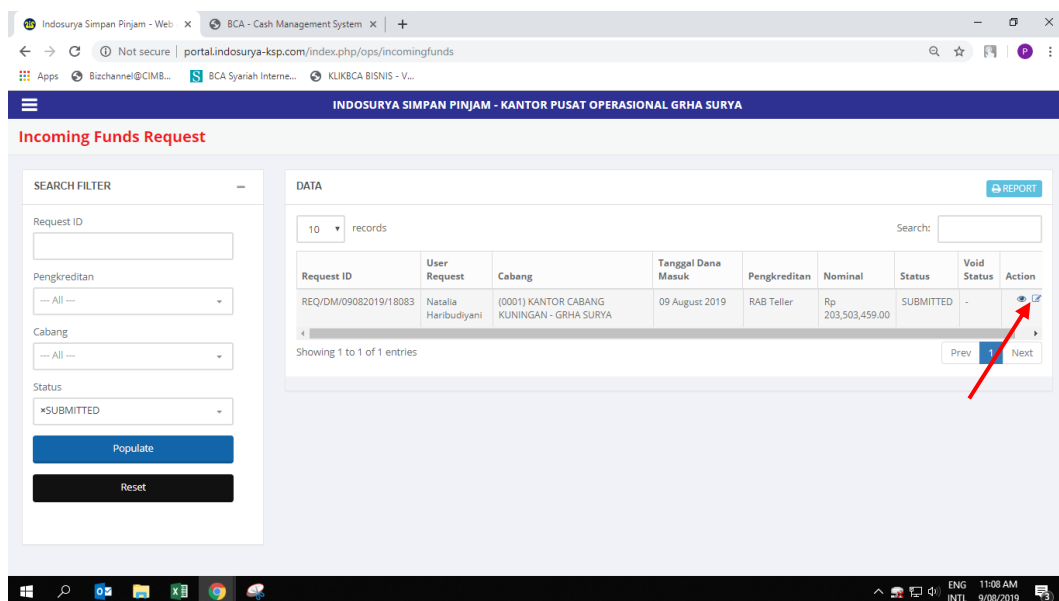 Indosurya Simpan Pinjam - Web
BCA - Cash Management System
Not secure | portal.indosurya-ksp.com/index.php/ops/incomingfunds
P
Apps Bizchannel@CIMB... S BCA Syariah Interne... KLIKBCA BISNIS - V...
INDOSURYA SIMPAN PINJAM - KANTOR PUSAT OPERASIONAL GRHA SURYA
Incoming Funds Request
SEARCH FILTER
Request ID
Pengkreditan
--- All ---
Cabang
--- All ---
Status
×SUBMITTED
Populate
Reset
DATA
REPORT
10 records
Search:
Request ID User Request Cabang Tanggal Dana Masuk Pengkreditan Nominal Status Void Status Action
REQ/DM/09082019/18083 Natalia Haribudiyani (0001) KANTOR CABANG KUNINGAN - GRHA SURYA 09 August 2019 RAB Teller Rp 203,503,459.00 SUBMITTED -
Showing 1 to 1 of 1 entries
Prev 1 Next
ENG 11:08 AM
INTL 9/08/2019
3